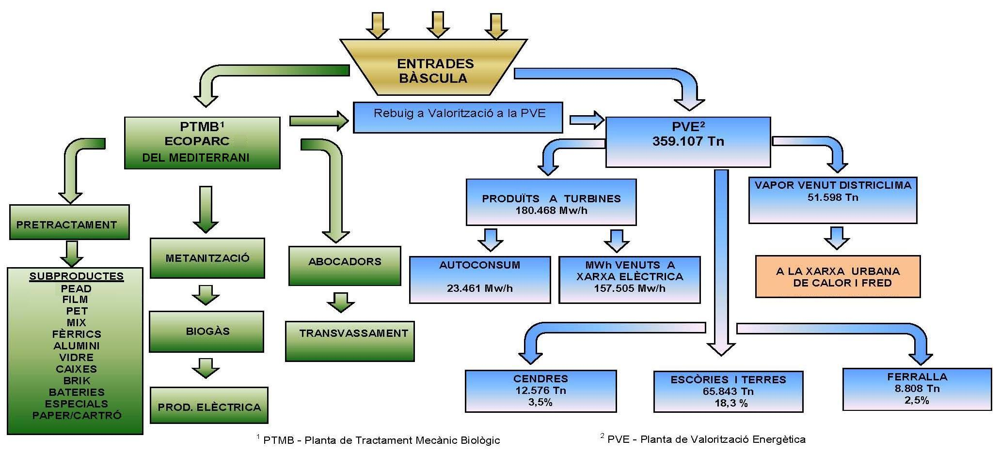 ENTRADES
BÀSCULA
Rebuig a Valorització a la PVE
PTMB¹
ECOPARC
DEL MEDITERRANI
PVE²
359.107 Tn
PRETRACTAMENT
SUBPRODUCTES
PEAD
FILM
PET
MIX
FÈRRICS
ALUMINI
VIDRE
CAIXES
BRIK
BATERIES
ESPECIALS
PAPER/CARTRÓ
METANITZACIÓ
BIOGÀS
PROD. ELÈCTRICA
ABOCADORS
TRANSVASSAMENT
PRODUÏTS A TURBINES
180.468 Mw/h
AUTOCONSUM
23.461 Mw/h
MWh VENUTS A
XARXA ELÈCTRICA
157.505 Mw/h
VAPOR VENUT DISTRICLIMA
51.598 Tn
A LA XARXA URBANA
DE CALOR I FRED
CENDRES
12.576 Tn
3,5%
ESCÒRIES I TERRES
65.843 Tn
18,3 %
FERRALLA
8.808 Tn
2,5%
¹ PTMB - Planta de Tractament Mecànic Biològic
² PVE - Planta de Valorització Energètica